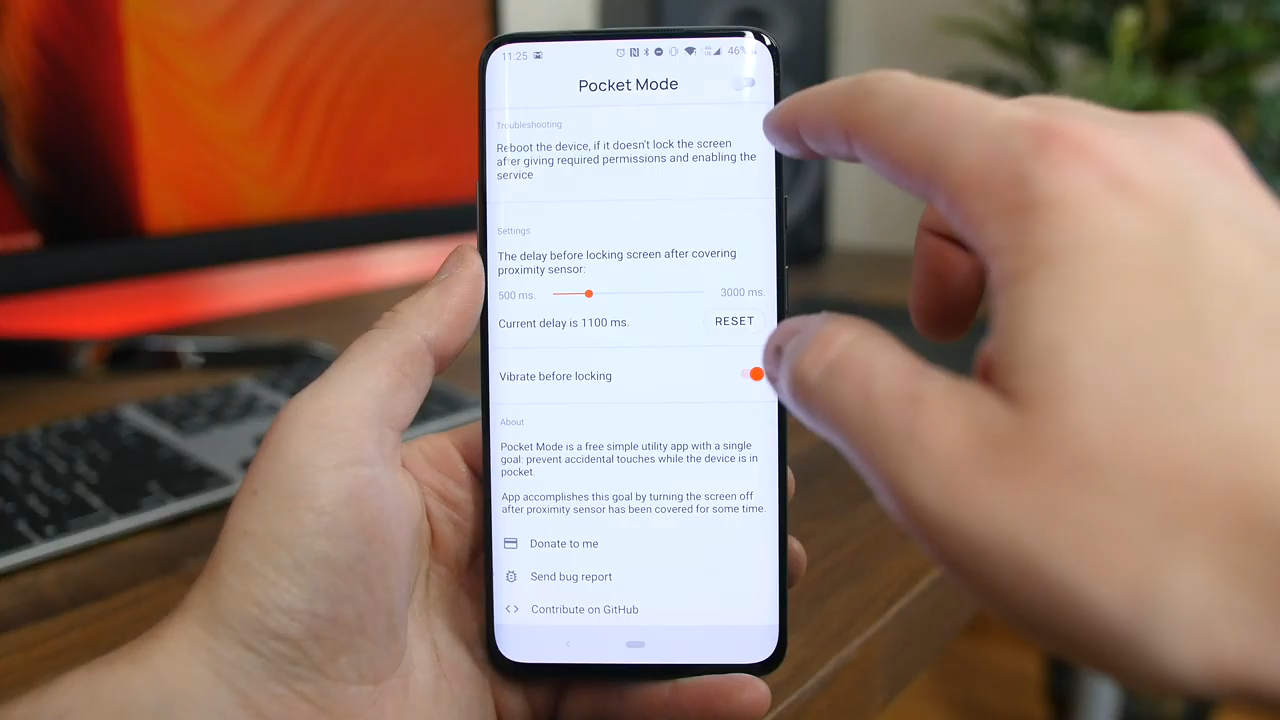 11:25
46%
Pocket Mode
Troubleshooting
Reboot the device, if it doesn't lock the screen
after giving required permissions and enabling the
service
Settings
The delay before locking screen after covering
proximity sensor:
500 ms.
3000 ms.
Current delay is 1100 ms.
RESET
Vibrate before locking
About
Pocket Mode is a free simple utility app with a single
goal: prevent accidental touches while the device is in
pocket.
App accomplishes this goal by turning the screen off
after proximity sensor has been covered for some time.
Donate to me
Send bug report
Contribute on GitHub